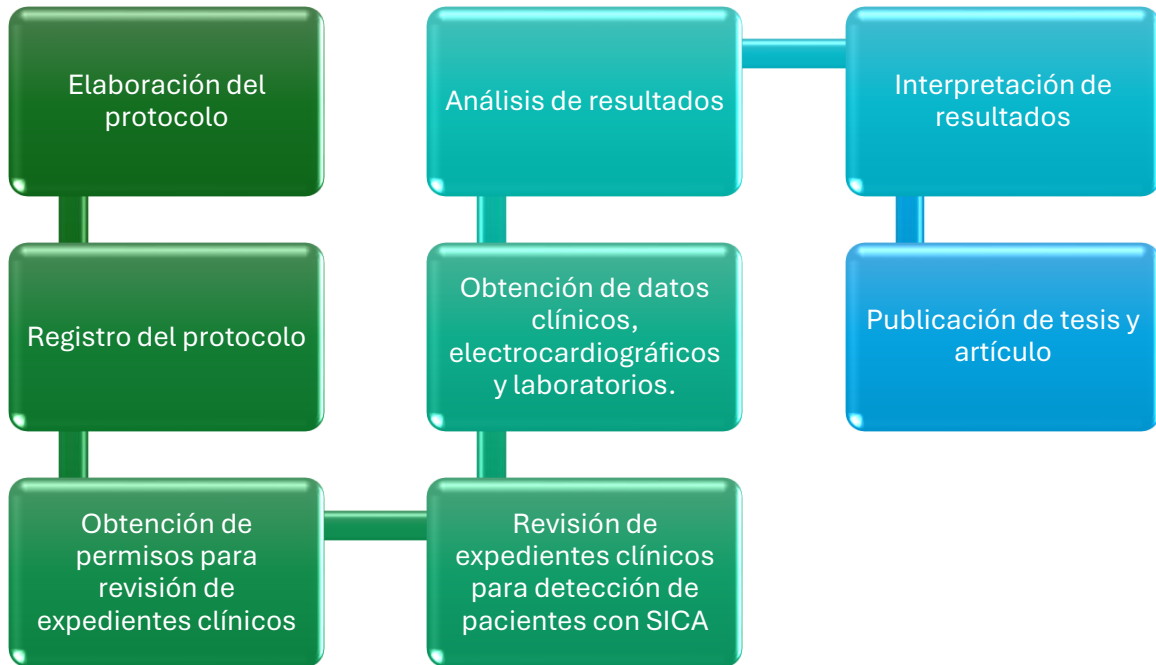 Elaboración del
protocolo
Registro del protocolo
Obtención de
permisos para
revisión de
expedientes clínicos
Revisión de
expedientes clínicos
para detección de
pacientes con SICA
Obtención de datos
clínicos,
electrocardiográficos
y laboratorios.
Análisis de resultados
Interpretación de
resultados
Publicación de tesis y
artículo